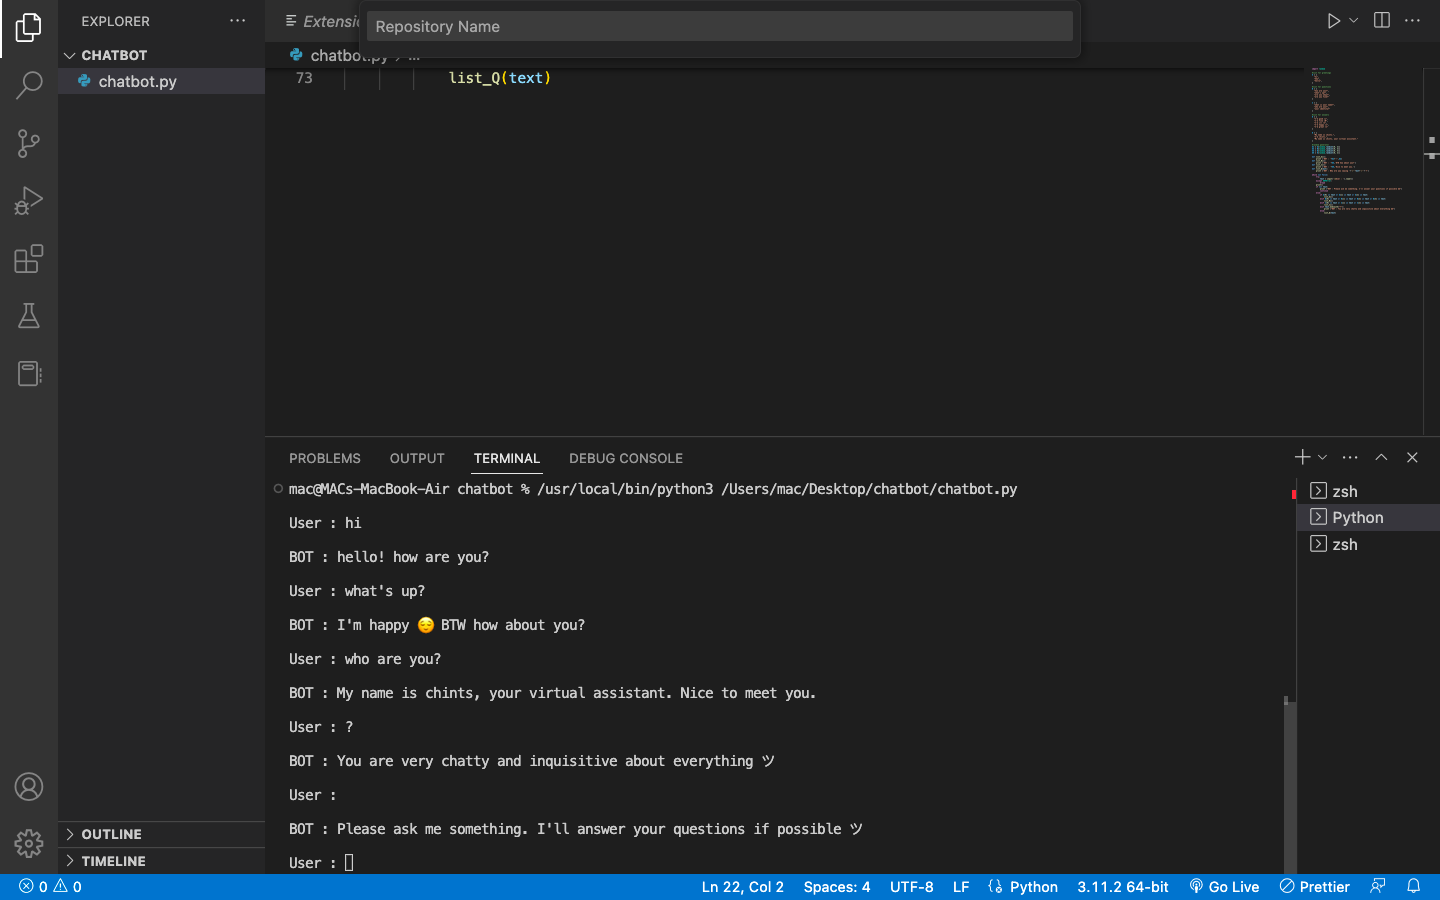 EXPLORER
Extensi
Repository Name
CHATBOT
chatbot.py
chatbot.py
73 list_Q(text)
PROBLEMS OUTPUT TERMINAL DEBUG CONSOLE
mac@MACs-MacBook-Air chatbot % /usr/local/bin/python3 /Users/mac/Desktop/chatbot/chatbot.py
User : hi
BOT : hello! how are you?
User : what's up?
BOT : I'm happy 😌 BTW how about you?
User : who are you?
BOT : My name is chints, your virtual assistant. Nice to meet you.
User : ?
BOT : You are very chatty and inquisitive about everything ツ
User :
BOT : Please ask me something. I'll answer your questions if possible ツ
User :
zsh
Python
zsh
OUTLINE
TIMELINE
0 0
Ln 22, Col 2 Spaces: 4 UTF-8 LF Python 3.11.2 64-bit Go Live Prettier